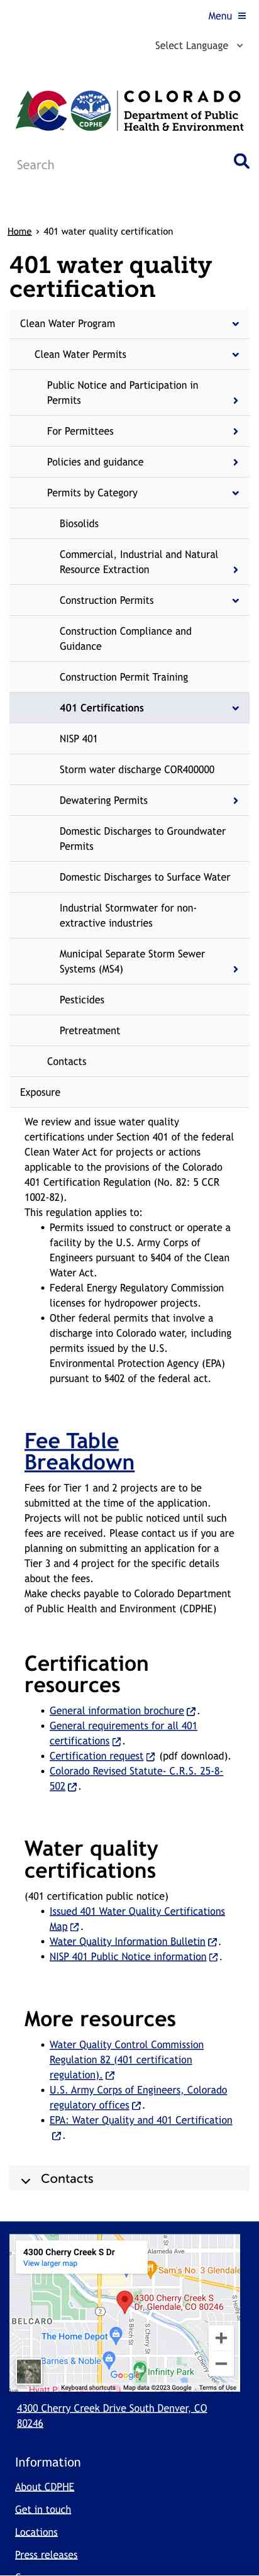 Menu
Select Language
COLORADO
Department of Public
Health & Environment
CDPHE
Search
Home › 401 water quality certification
401 water quality
certification
Clean Water Program
Clean Water Permits
Public Notice and Participation in
Permits
For Permittees
Policies and guidance
Permits by Category
Biosolids
Commercial, Industrial and Natural
Resource Extraction
Construction Permits
Construction Compliance and
Guidance
Construction Permit Training
401 Certifications
NISP 401
Storm water discharge COR400000
Dewatering Permits
Domestic Discharges to Groundwater
Permits
Domestic Discharges to Surface Water
Industrial Stormwater for non-
extractive industries
Municipal Separate Storm Sewer
Systems (MS4)
Pesticides
Pretreatment
Contacts
Exposure
We review and issue water quality
certifications under Section 401 of the federal
Clean Water Act for projects or actions
applicable to the provisions of the Colorado
401 Certification Regulation (No. 82: 5 CCR
1002-82).
This regulation applies to:
• Permits issued to construct or operate a
facility by the U.S. Army Corps of
Engineers pursuant to §404 of the Clean
Water Act.
• Federal Energy Regulatory Commission
licenses for hydropower projects.
• Other federal permits that involve a
discharge into Colorado water, including
permits issued by the U.S.
Environmental Protection Agency (EPA)
pursuant to §402 of the federal act.
Fee Table
Breakdown
Fees for Tier 1 and 2 projects are to be
submitted at the time of the application.
Projects will not be public noticed until such
fees are received. Please contact us if you are
planning on submitting an application for a
Tier 3 and 4 project for the specific details
about the fees.
Make checks payable to Colorado Department
of Public Health and Environment (CDPHE)
Certification
resources
• General information brochure.
• General requirements for all 401
certifications.
• Certification request (pdf download).
• Colorado Revised Statute- C.R.S. 25-8-
502.
Water quality
certifications
(401 certification public notice)
• Issued 401 Water Quality Certifications
Map.
• Water Quality Information Bulletin.
• NISP 401 Public Notice information.
More resources
• Water Quality Control Commission
Regulation 82 (401 certification
regulation).
• U.S. Army Corps of Engineers, Colorado
regulatory offices.
• EPA: Water Quality and 401 Certification
.
Contacts
4300 Cherry Creek S Dr
View larger map
Alameda Ave
Sam's No. 3 Glendale
4300 Cherry Creek S
Dr, Glendale, CO 80246
BELCARO
S Birch St
The Home Depot
Barnes & Noble
Google
Infinity Park
Keyboard shortcuts Map data ©2023 Google Terms of Use
4300 Cherry Creek Drive South Denver, CO
80246
Information
About CDPHE
Get in touch
Locations
Press releases